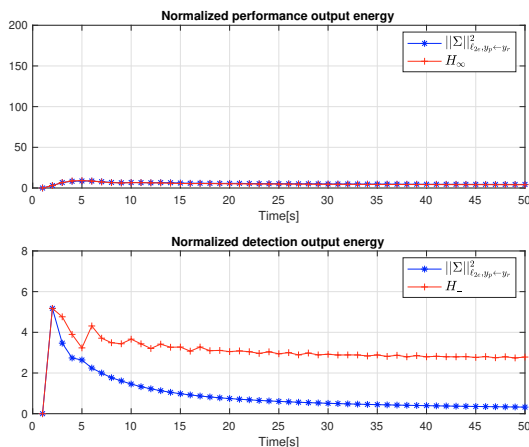 Normalized performance output energy
200
150
100
50
0
||Σ||²ℓ₂ₑ,yₚ←yᵣ
H∞
0 5 10 15 20 25 30 35 40 45 50
Time[s]
Normalized detection output energy
8
6
4
2
0
||Σ||²ℓ₂ₑ,yₚ←yᵣ
H_
0 5 10 15 20 25 30 35 40 45 50
Time[s]